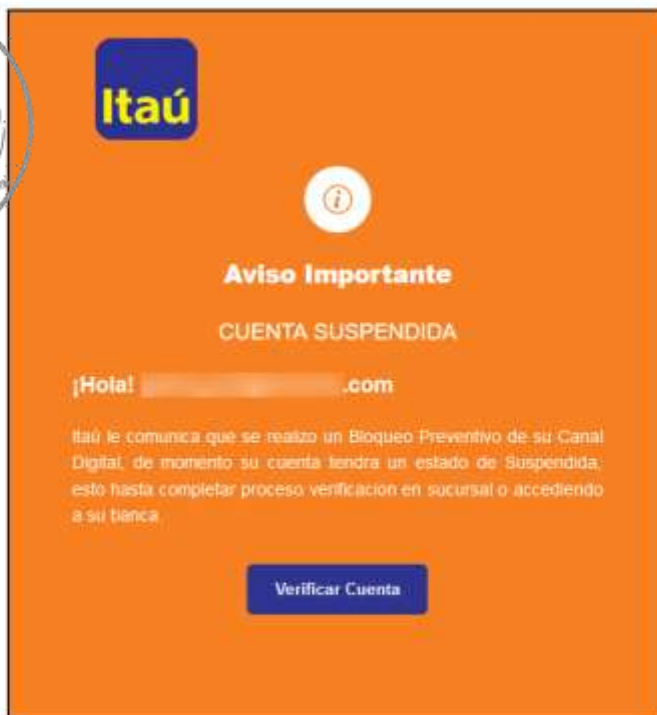 Itaú
Aviso Importante
CUENTA SUSPENDIDA
¡Hola! .com
Itaú le comunica que se realizo un Bloqueo Preventivo de su Canal
Digital, de momento su cuenta tendra un estado de Suspendida,
esto hasta completar proceso verificacion en sucursal o accediendo
a su banca.
Verificar Cuenta